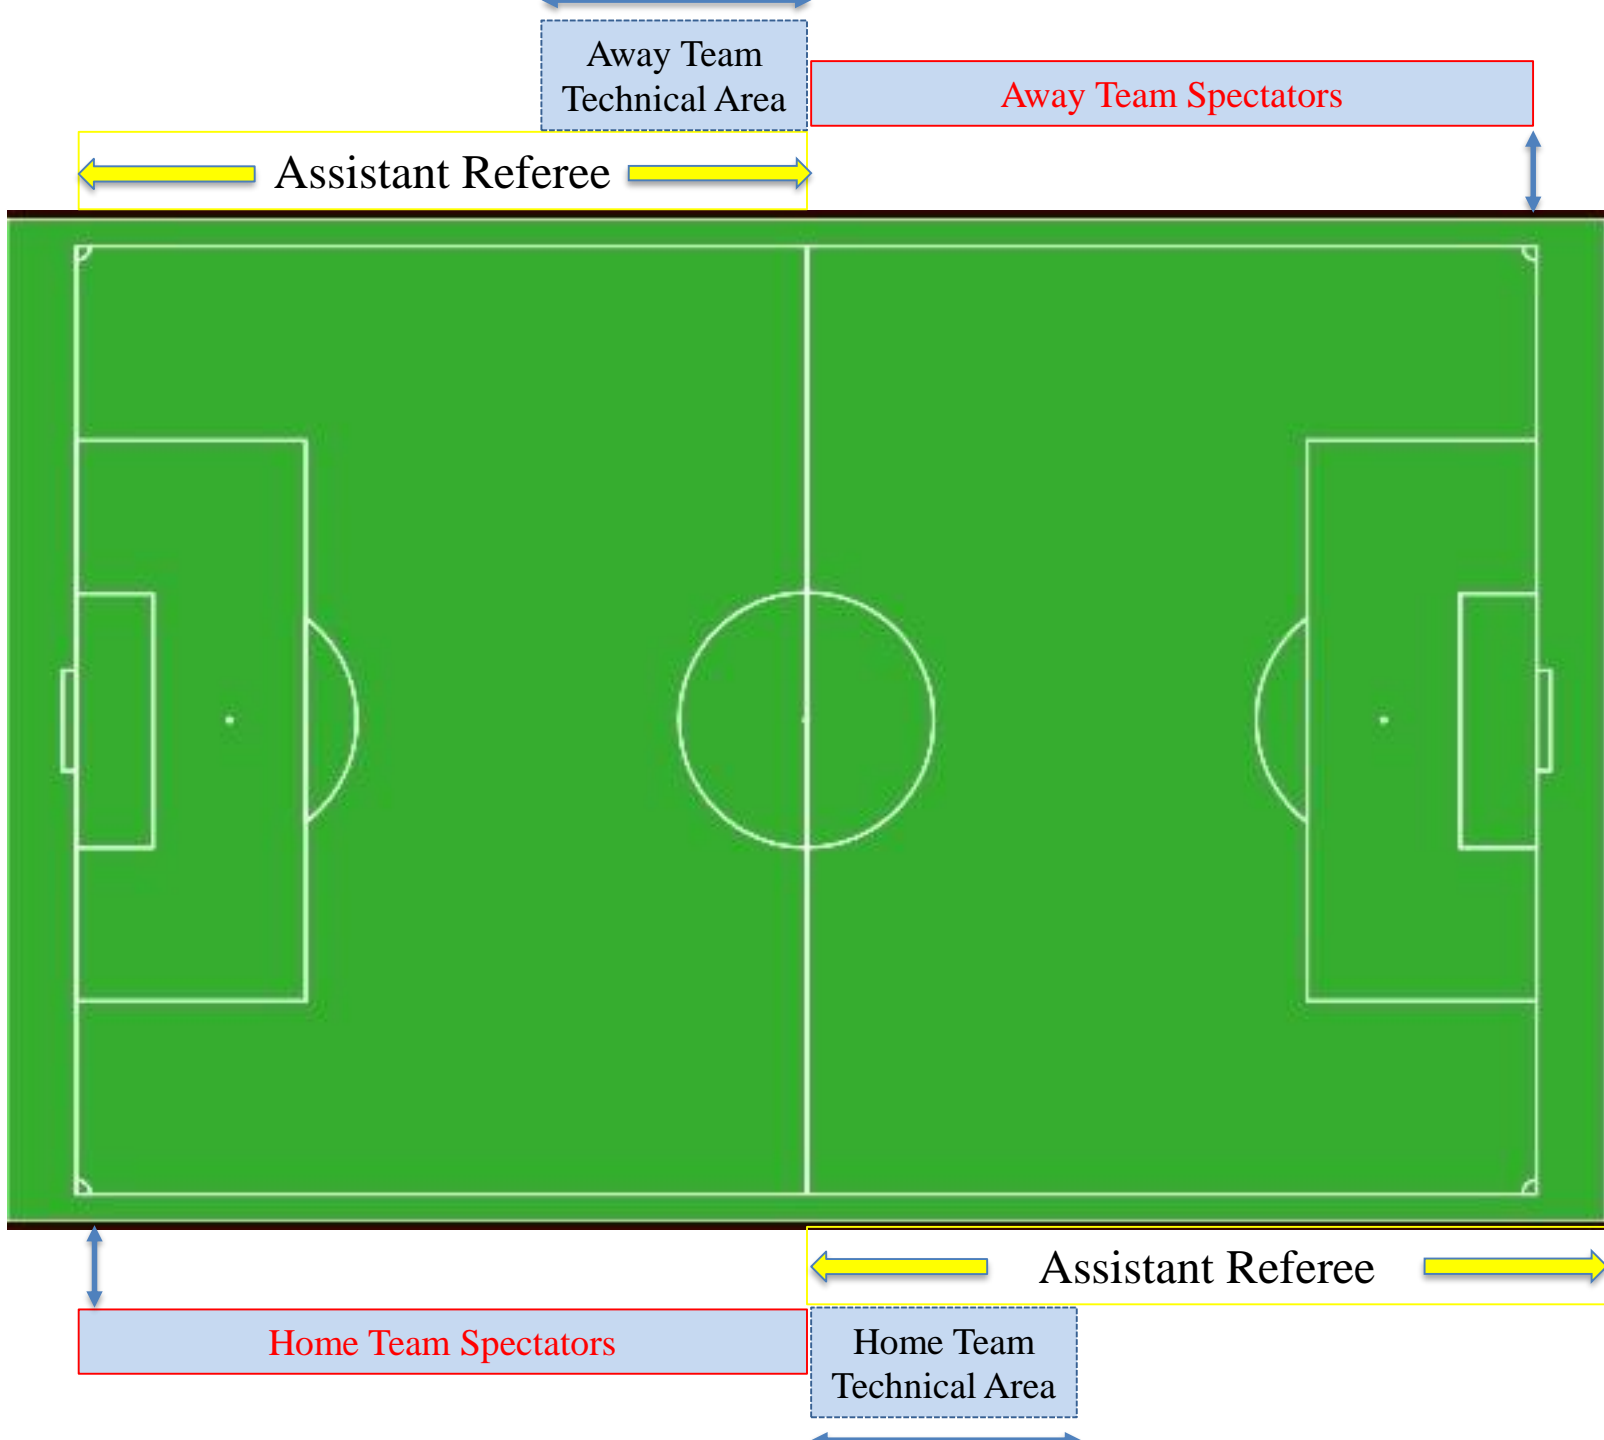 Away Team
Technical Area
Away Team Spectators
Assistant Referee
Assistant Referee
Home Team Spectators
Home Team
Technical Area